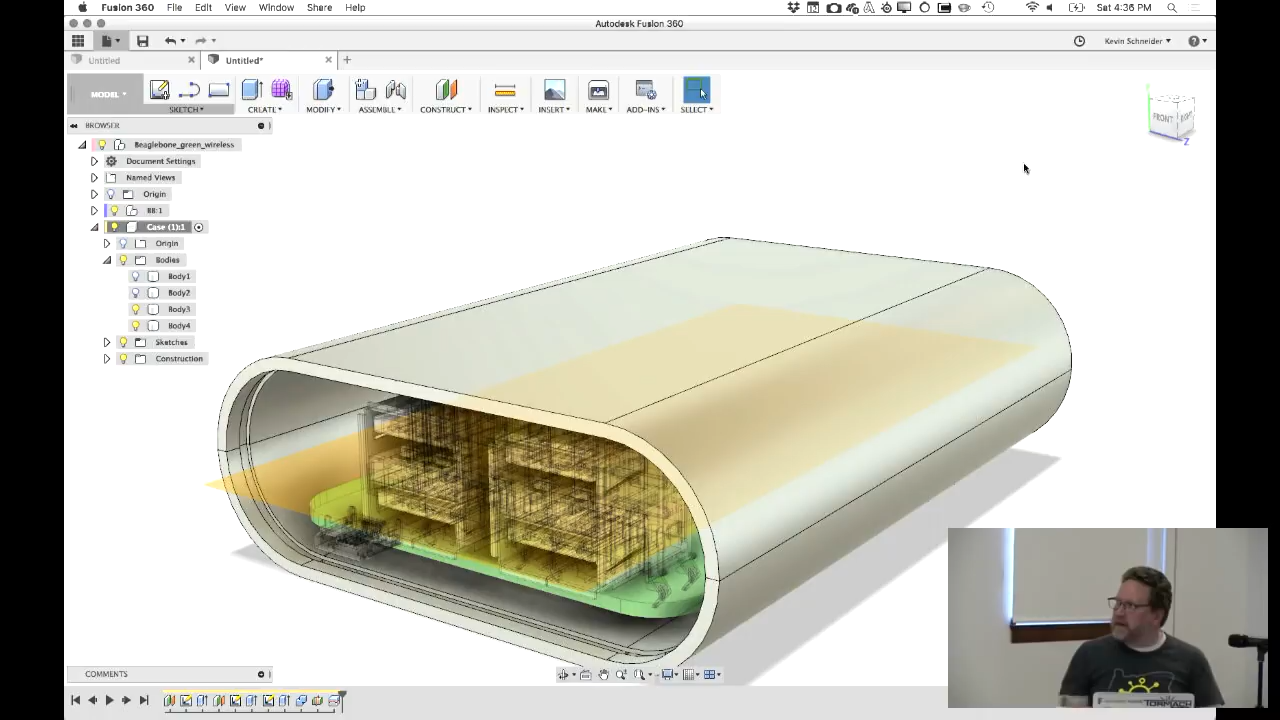 Fusion 360 File Edit View Window Share Help Sat 4:36 PM
Autodesk Fusion 360
Kevin Schneider
Untitled Untitled*
MODEL
SKETCH CREATE MODIFY ASSEMBLE CONSTRUCT INSPECT INSERT MAKE ADD-INS SELECT
FRONT RIGHT
Z
BROWSER
Beaglebone_green_wireless
Document Settings
Named Views
Origin
BB:1
Case (1):1
Origin
Bodies
Body1
Body2
Body3
Body4
Sketches
Construction
COMMENTS
TORMACH